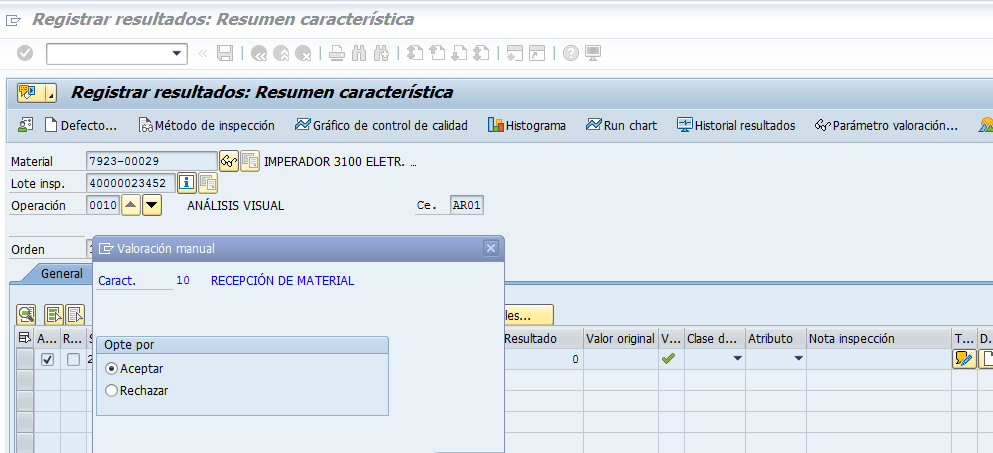 Registrar resultados: Resumen característica
Registrar resultados: Resumen característica
Defecto... Método de inspección Gráfico de control de calidad Histograma Run chart Historial resultados Parámetro valoración...
Material 7923-00029 IMPERADOR 3100 ELETR. ...
Lote insp. 40000023452
Operación 0010 ANÁLISIS VISUAL Ce. AR01
Orden
Valoración manual
General
Caract. 10 RECEPCIÓN DE MATERIAL
les...
Opte por
A... R... Resultado Valor original V... Clase d... Atributo Nota inspección T... D.
Aceptar
0
Rechazar